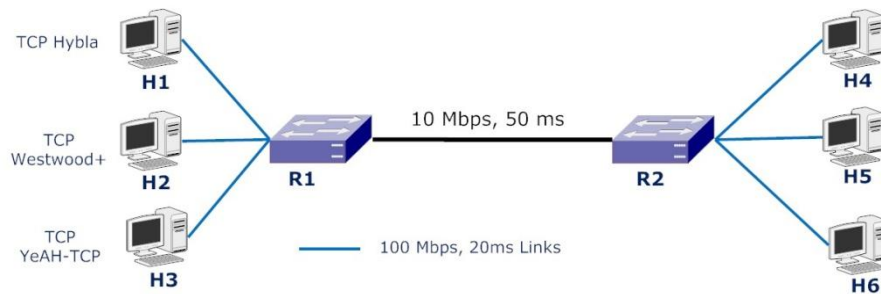 TCP Hybla
H1
TCP
Westwood+
H2
TCP
YeAH-TCP
H3
R1
10 Mbps, 50 ms
R2
H4
H5
H6
100 Mbps, 20ms Links